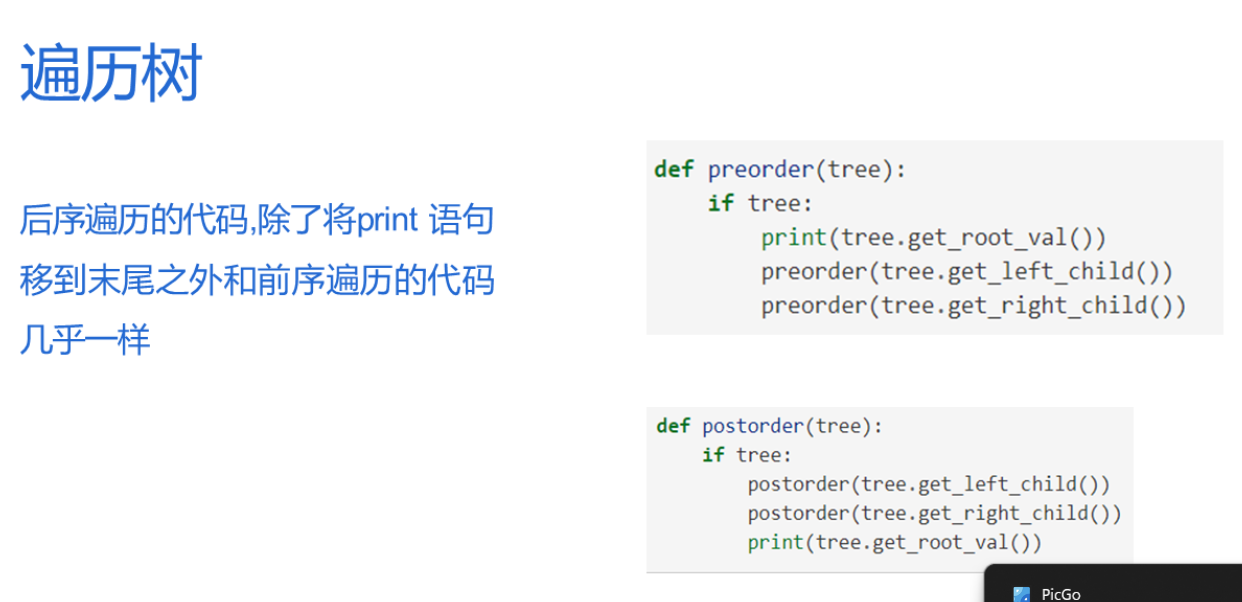 遍历树
后序遍历的代码,除了将print 语句
移到末尾之外和前序遍历的代码
几乎一样
def preorder(tree):
    if tree:
        print(tree.get_root_val())
        preorder(tree.get_left_child())
        preorder(tree.get_right_child())
def postorder(tree):
    if tree:
        postorder(tree.get_left_child())
        postorder(tree.get_right_child())
        print(tree.get_root_val())
PicGo